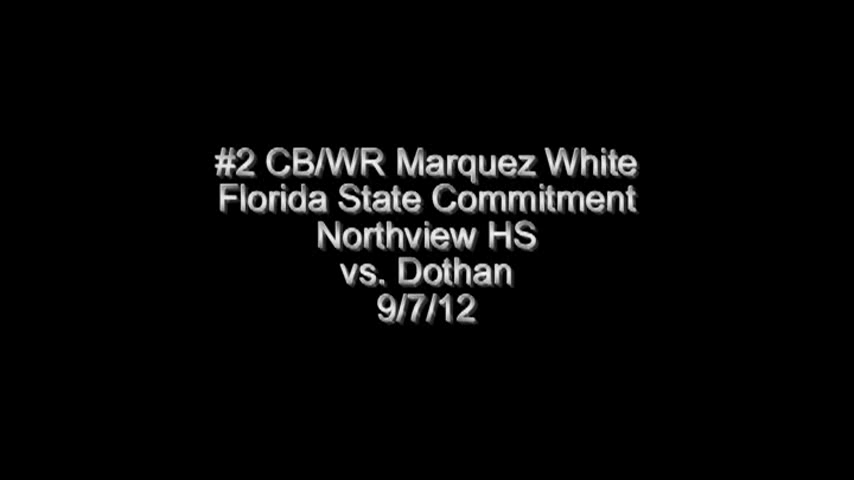 #2 CB/WR Marquez White
Florida State Commitment
Northview HS
vs. Dothan
9/7/12